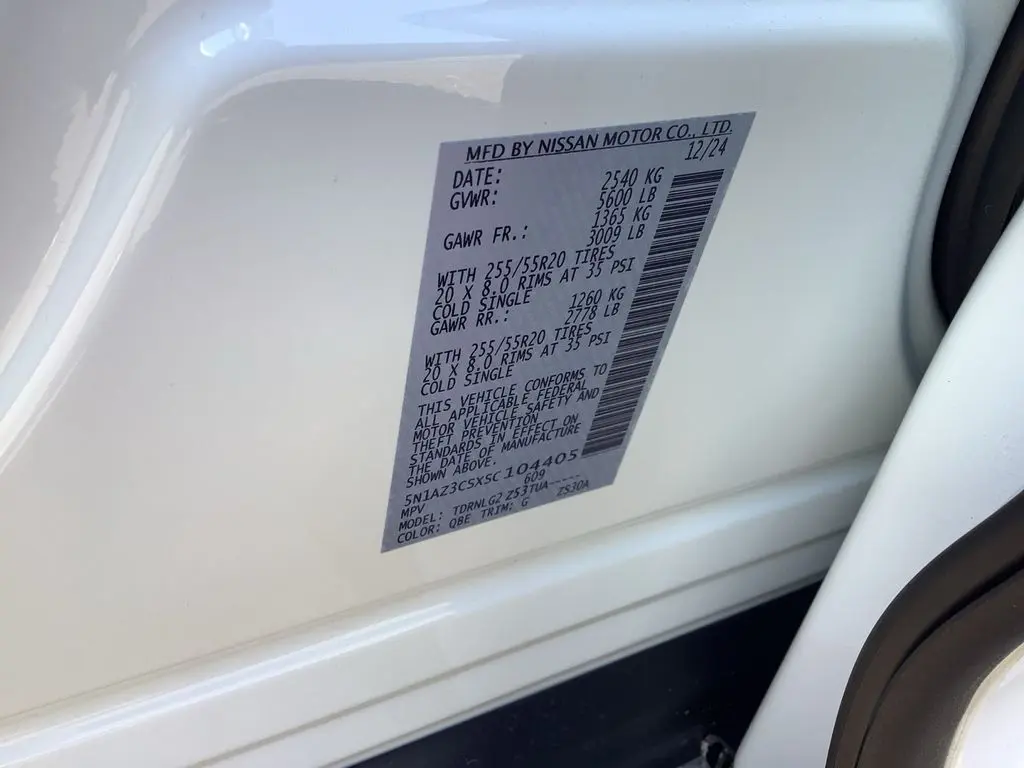 MFD BY NISSAN MOTOR CO., LTD.
DATE: 12/24
GVWR: 2540 KG
5600 LB
GAWR FR.: 1365 KG
3009 LB
WITH 255/55R20 TIRES
20 X 8.0 RIMS AT 35 PSI
COLD SINGLE
GAWR RR.: 1260 KG
2778 LB
WITH 255/55R20 TIRES
20 X 8.0 RIMS AT 35 PSI
COLD SINGLE
THIS VEHICLE CONFORMS TO
ALL APPLICABLE FEDERAL
MOTOR VEHICLE SAFETY AND
THEFT PREVENTION
STANDARDS IN EFFECT ON
THE DATE OF MANUFACTURE
SHOWN ABOVE.
5N1AZ3CSXSC104405
MPV 609
MODEL: TDRNLG2 Z53TUA-----
COLOR: QBE TRIM: G ZS30A